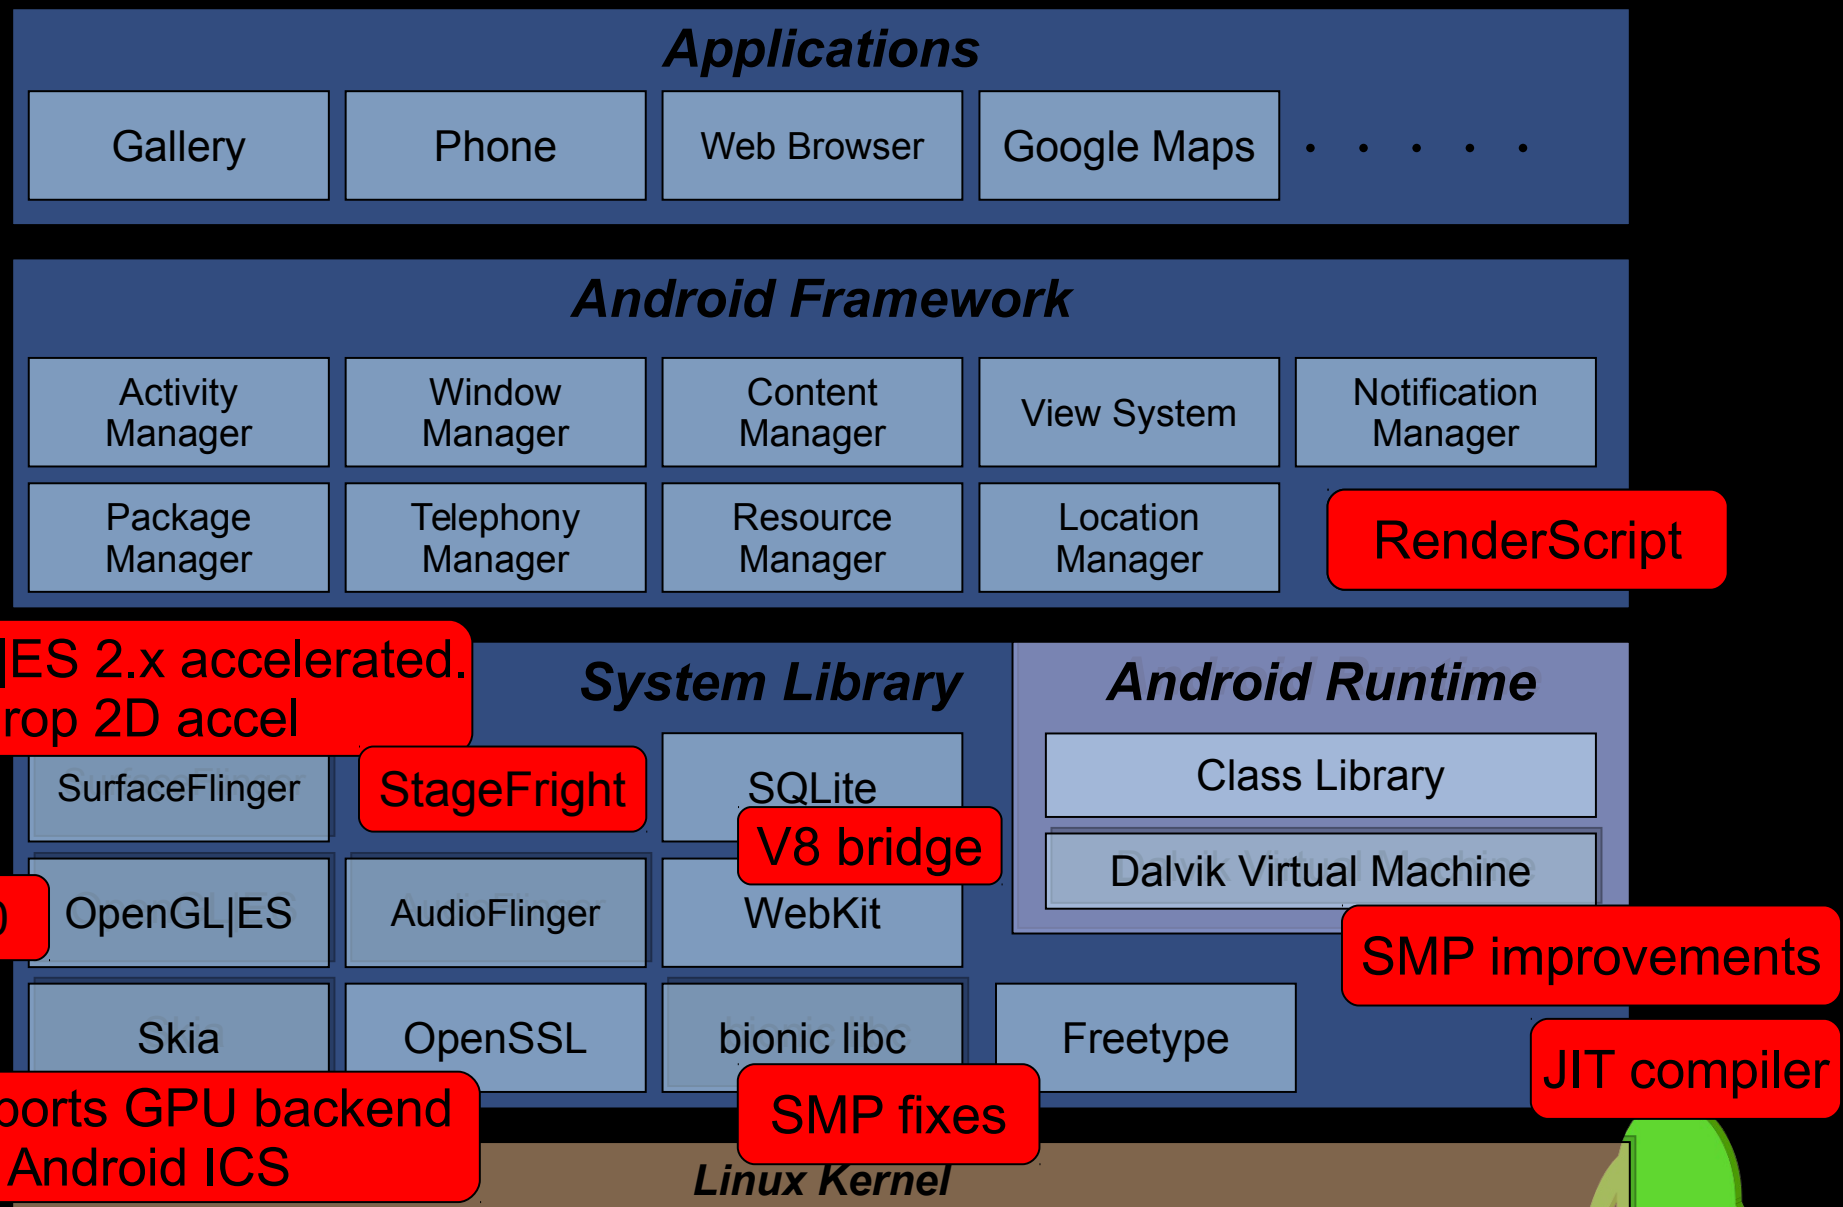 Applications
Gallery
Phone
Web Browser
Google Maps
. . . . .
Android Framework
Activity
Manager
Window
Manager
Content
Manager
View System
Notification
Manager
Package
Manager
Telephony
Manager
Resource
Manager
Location
Manager
RenderScript
|ES 2.x accelerated.
rop 2D accel
System Library
Android Runtime
SurfaceFlinger
StageFright
SQLite
Class Library
V8 bridge
Dalvik Virtual Machine
OpenGL|ES
AudioFlinger
WebKit
SMP improvements
Skia
OpenSSL
bionic libc
Freetype
JIT compiler
ports GPU backend
Android ICS
SMP fixes
Linux Kernel